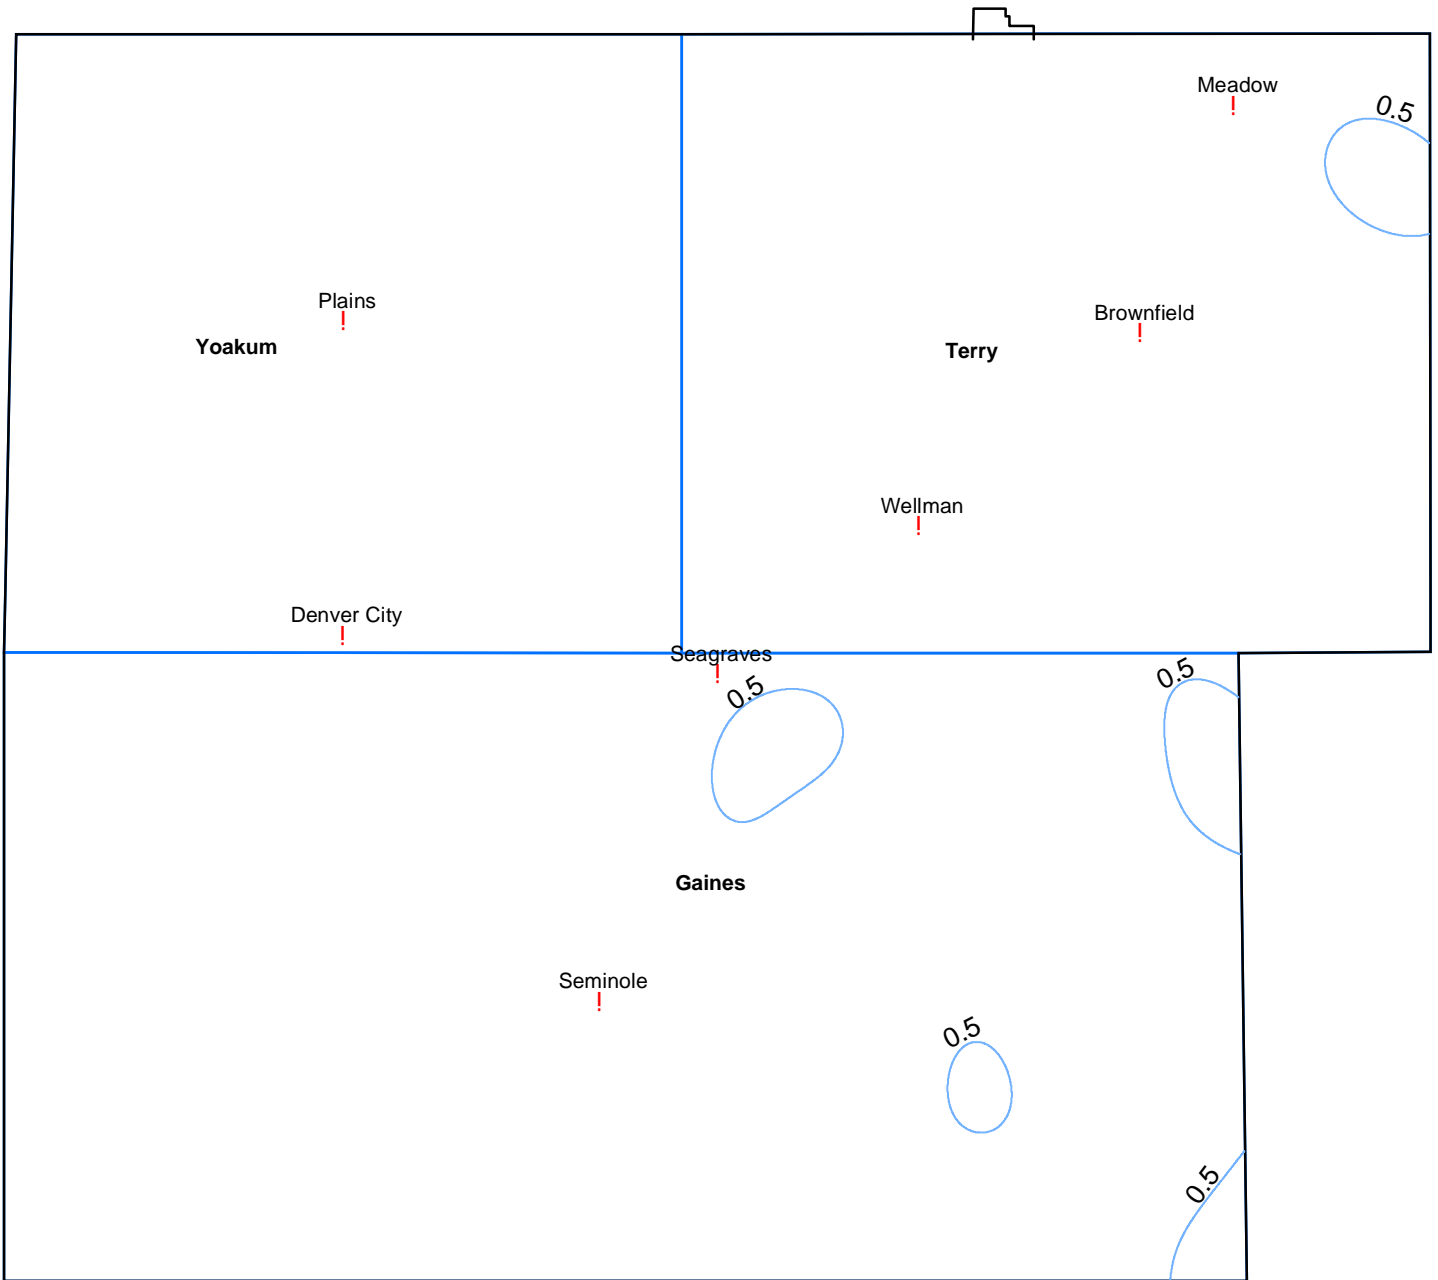 Meadow
0.5
Plains
Brownfield
Yoakum
Terry
Wellman
Denver City
Seagraves
0.5
0.5
Gaines
Seminole
0.5
0.5